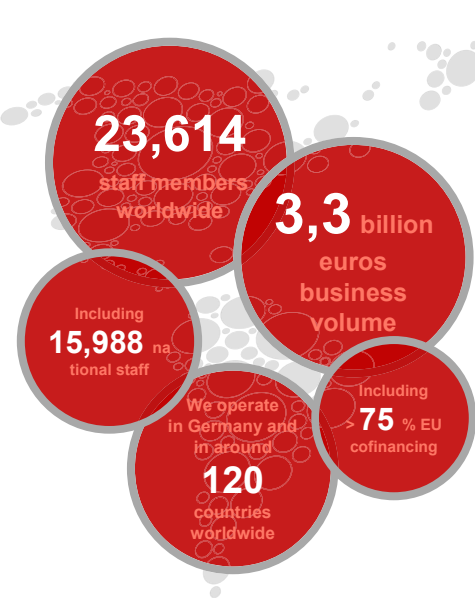 23,614
staff members
worldwide
3,3 billion
euros
business
volume
Including
15,988 na
tional staff
Including
> 75 % EU
cofinancing
We operate
in Germany and
in around
120
countries
worldwide